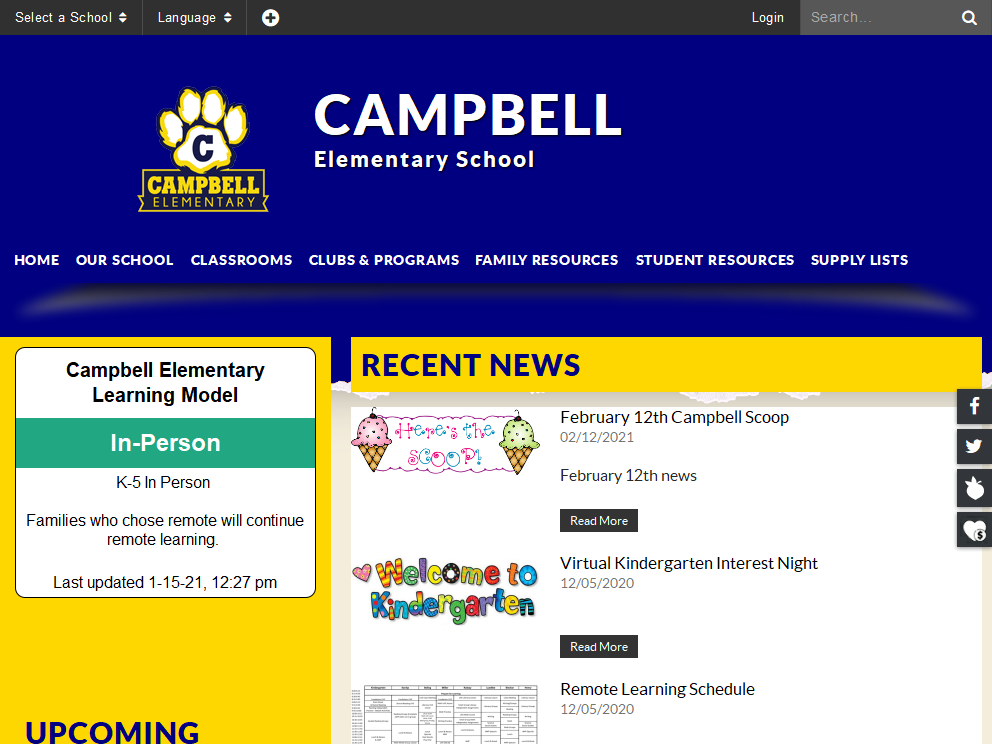 Select a School
Language
Login
Search...
C
CAMPBELL
ELEMENTARY
CAMPBELL
Elementary School
HOME
OUR SCHOOL
CLASSROOMS
CLUBS & PROGRAMS
FAMILY RESOURCES
STUDENT RESOURCES
SUPPLY LISTS
Campbell Elementary
Learning Model
In-Person
K-5 In Person
Families who chose remote will continue
remote learning.
Last updated 1-15-21, 12:27 pm
UPCOMING
RECENT NEWS
Here's the
SCOOP!
February 12th Campbell Scoop
02/12/2021
February 12th news
Read More
Welcome to
Kindergarten
Virtual Kindergarten Interest Night
12/05/2020
Read More
Remote Learning Schedule
12/05/2020